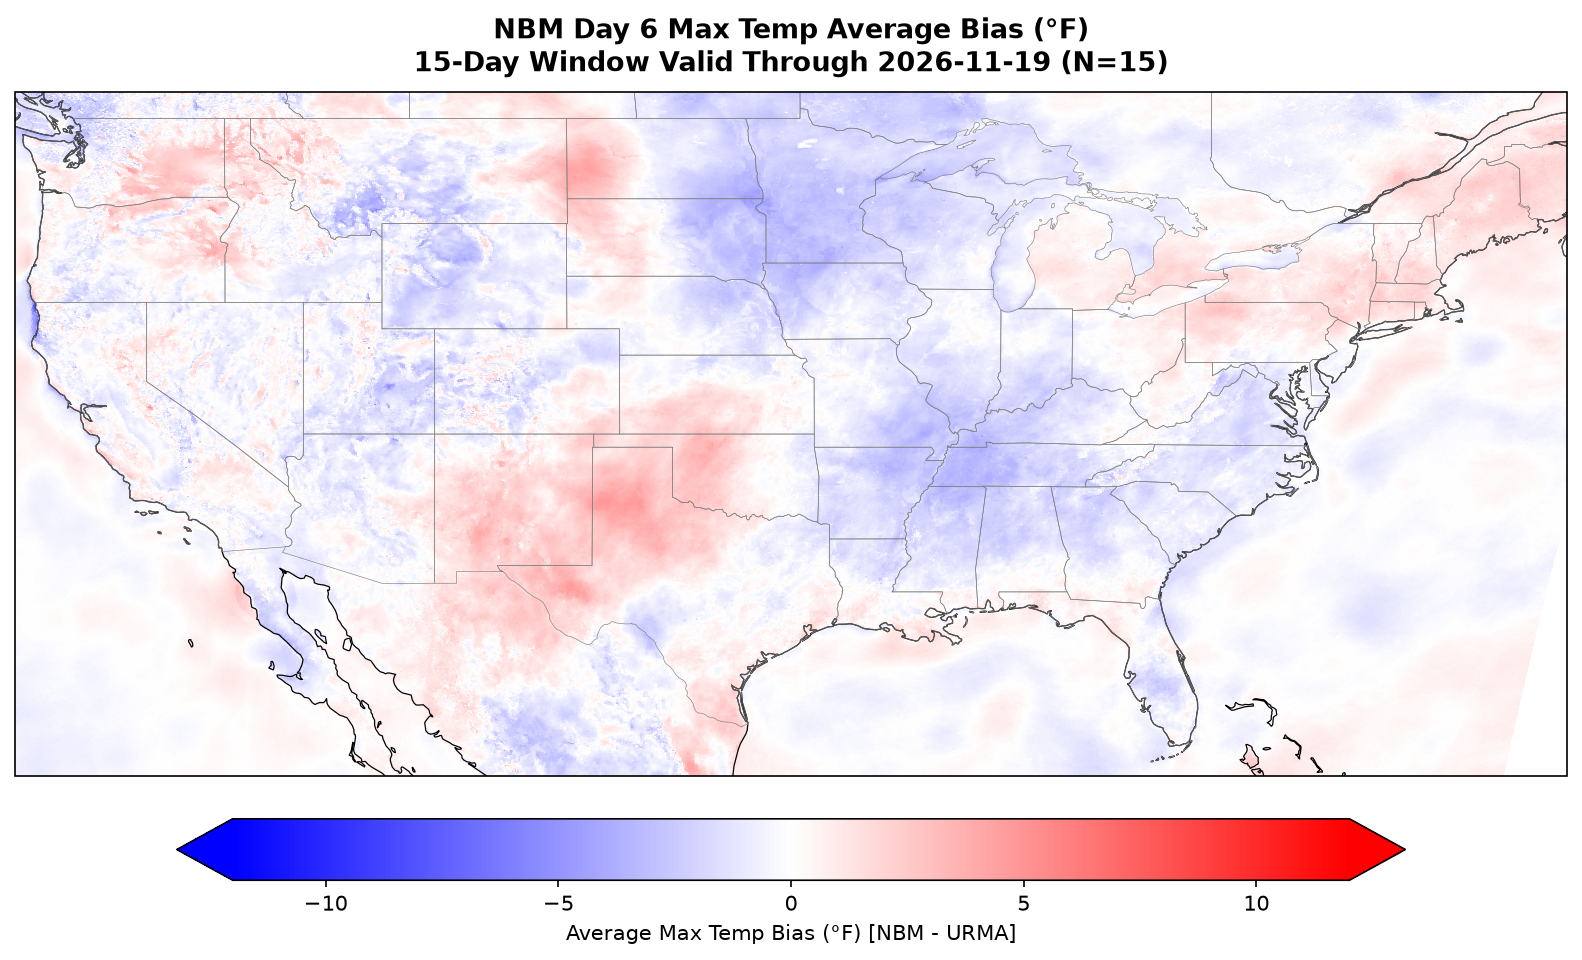 NBM Day 6 Max Temp Average Bias (°F)
15-Day Window Valid Through 2026-11-19 (N=15)
−10 −5 0 5 10
Average Max Temp Bias (°F) [NBM - URMA]